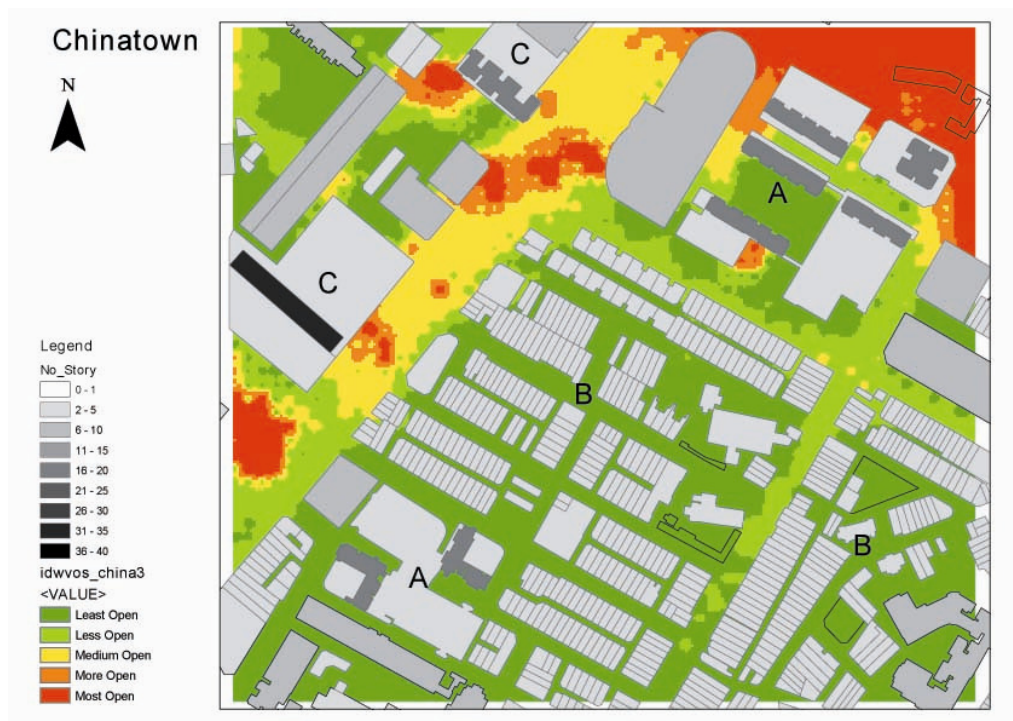 Chinatown
N
C
A
C
B
B
A
Legend
No_Story
0 - 1
2 - 5
6 - 10
11 - 15
16 - 20
21 - 25
26 - 30
31 - 35
36 - 40
idwvos_china3
<VALUE>
Least Open
Less Open
Medium Open
More Open
Most Open